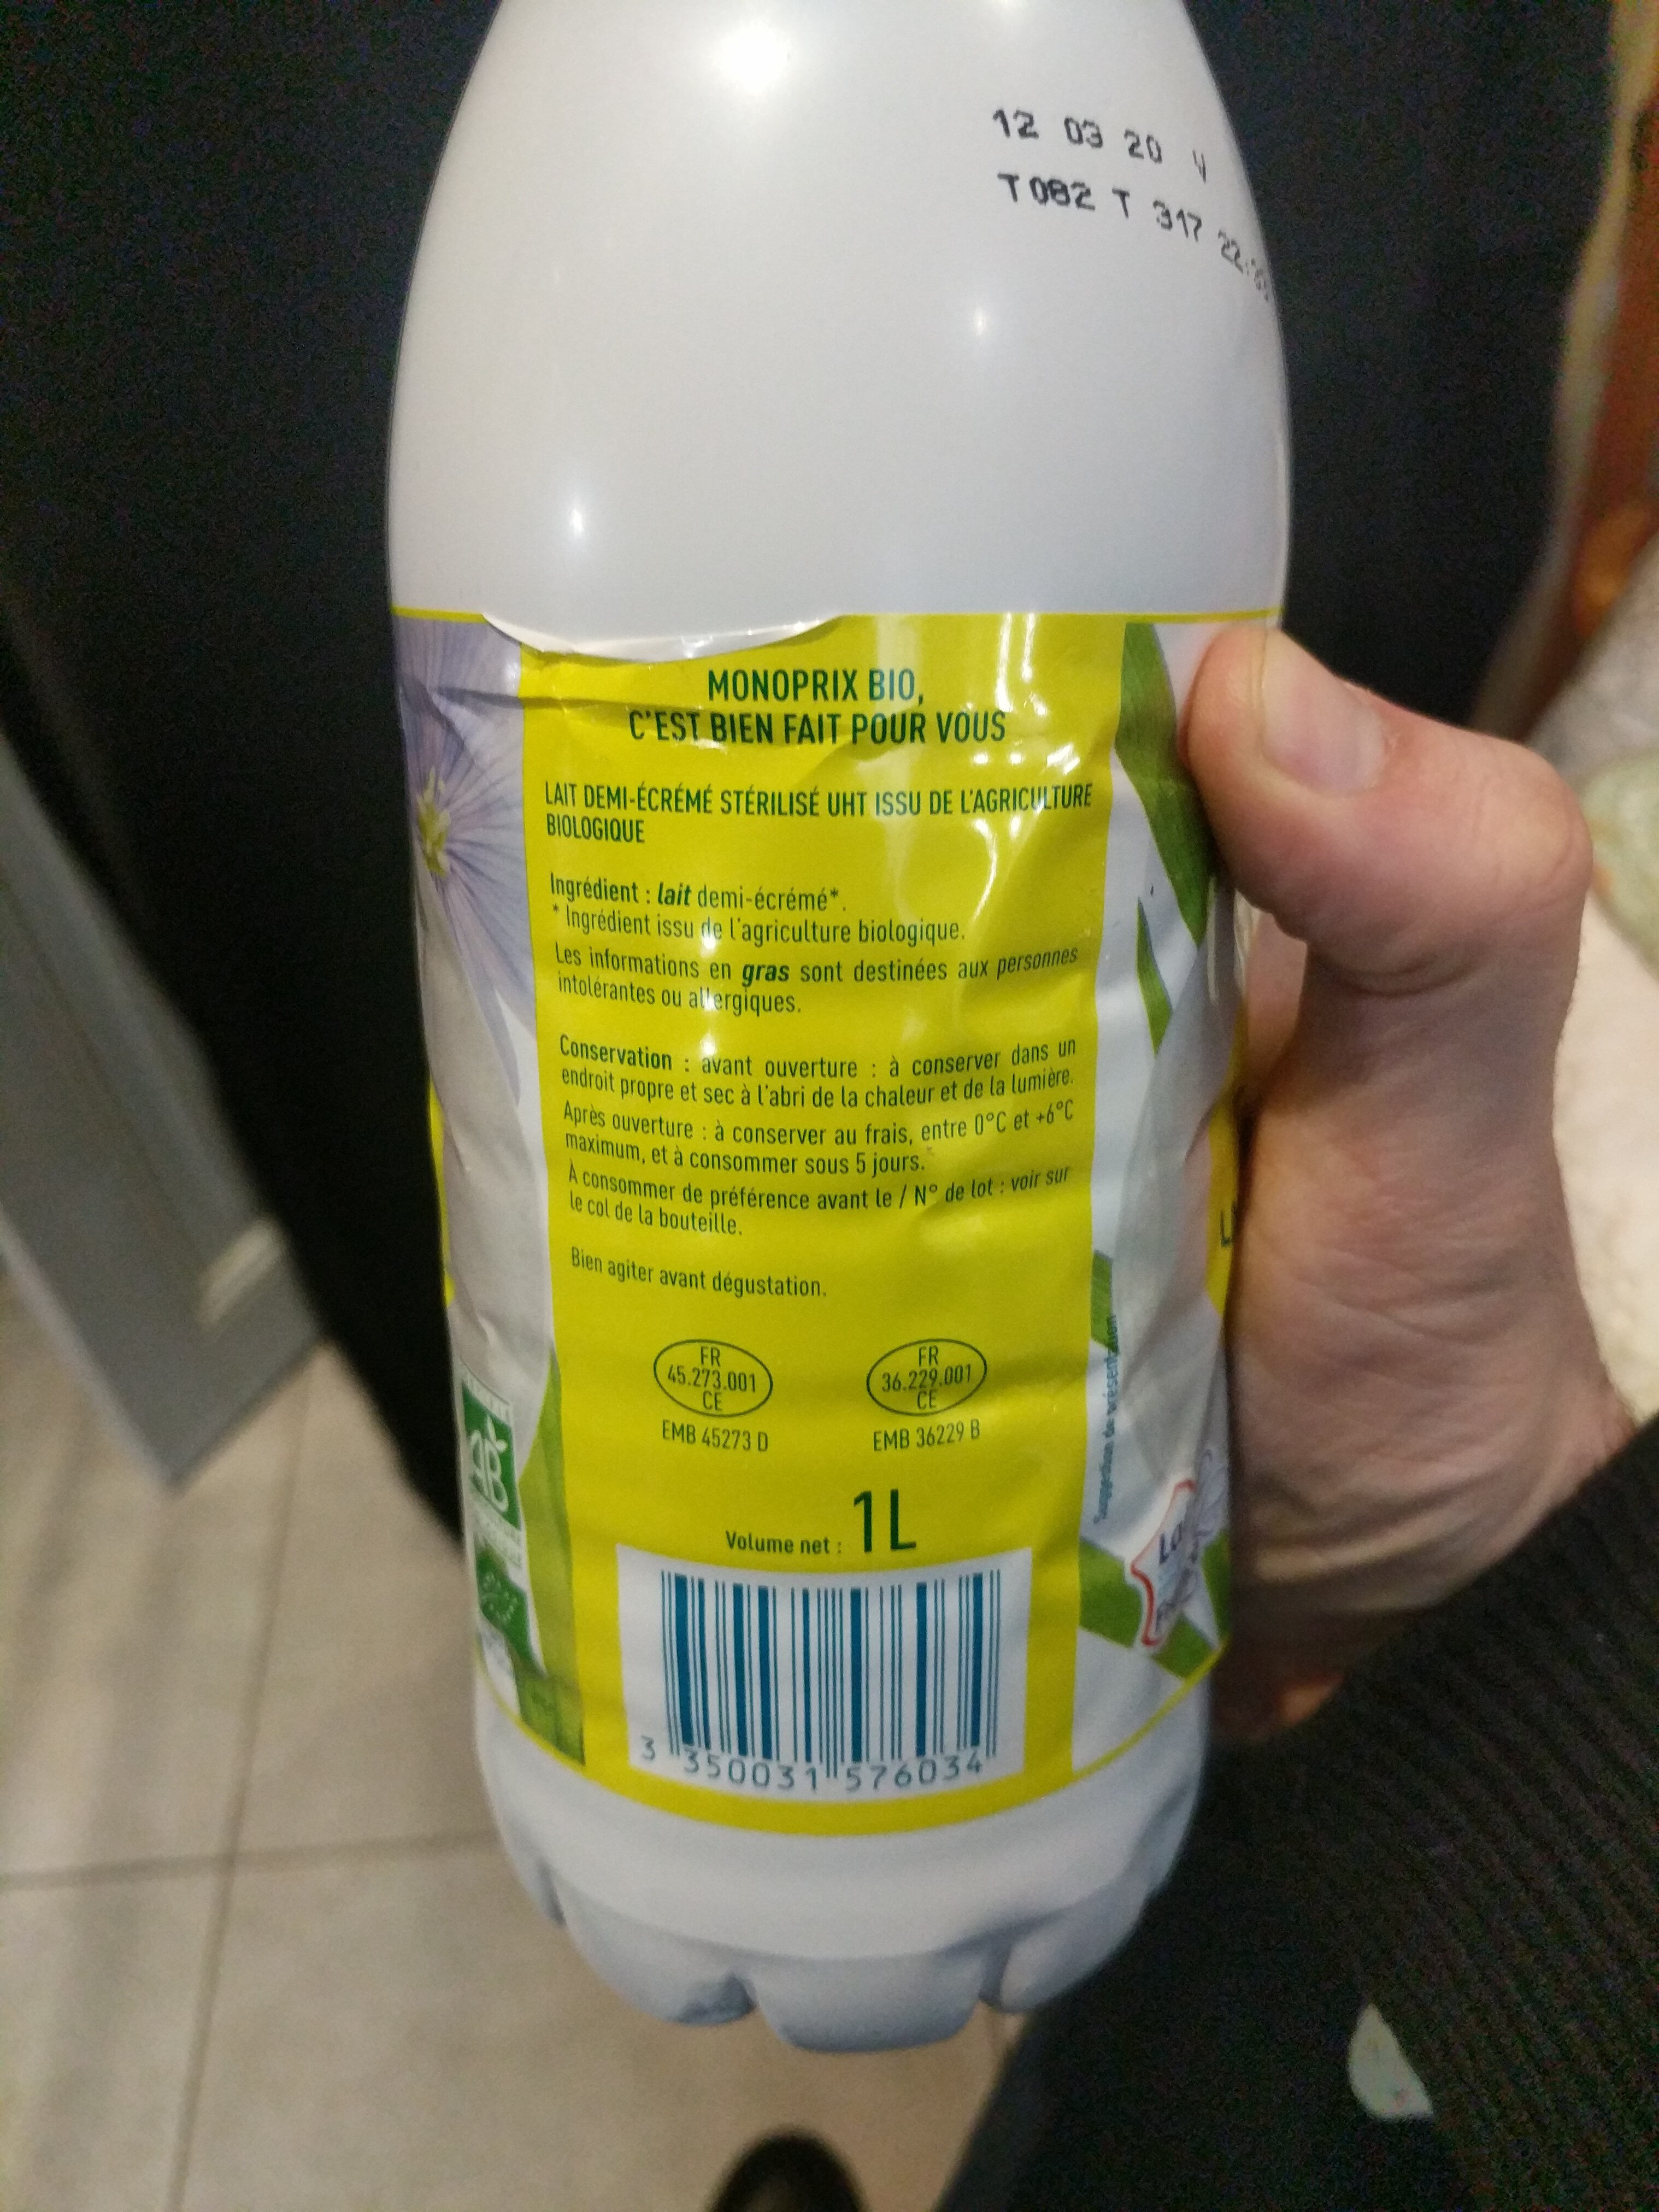 12 03 20
T082 T 317
MONOPRIX BIO,
C'EST BIEN FAIT POUR VOUS
LAIT DEMI-ÉCRÉMÉ STÉRILISÉ UHT ISSU DE L'AGRICULTURE
BIOLOGIQUE
Ingrédient : lait demi-écrémé*.
* Ingrédient issu de l'agriculture biologique.
Les informations en gras sont destinées aux personnes
intolérantes ou allergiques.
Conservation : avant ouverture : à conserver dans un
endroit propre et sec à l'abri de la chaleur et de la lumière.
Après ouverture : à conserver au frais, entre 0°C et +6°C
maximum, et à consommer sous 5 jours.
À consommer de préférence avant le / N° de lot : voir sur
le col de la bouteille.
Bien agiter avant dégustation.
FR
45.273.001
CE
EMB 45273 D
FR
36.229.001
CE
EMB 36229 B
Suggestion de présentation
AB
Volume net : 1L
3 350031 576034